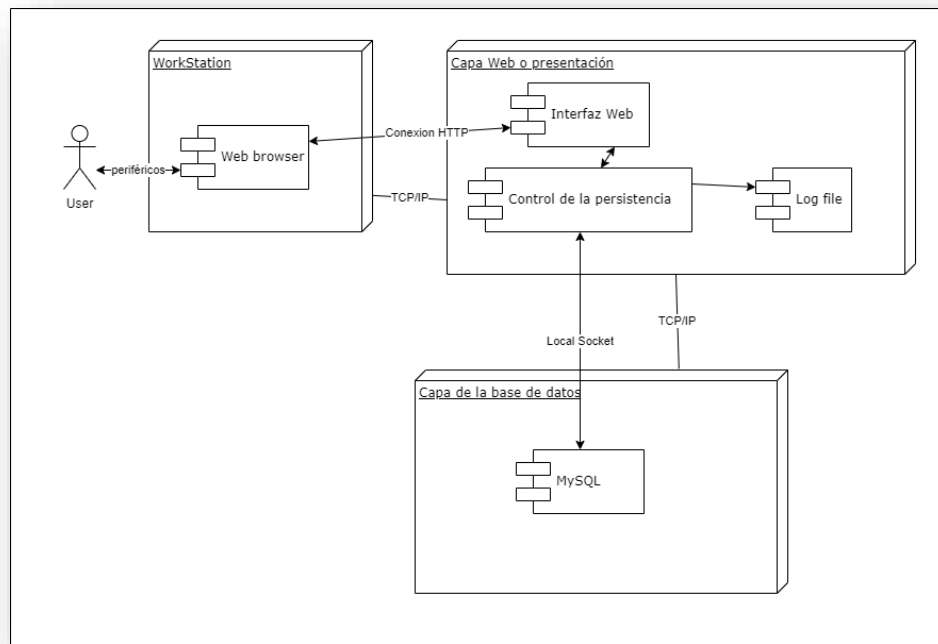 WorkStation
Capa Web o presentación
Interfaz Web
Conexion HTTP
Web browser
periféricos
User
TCP/IP
Control de la persistencia
Log file
TCP/IP
Local Socket
Capa de la base de datos
MySQL